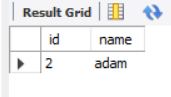 Result Grid
id name
2 adam